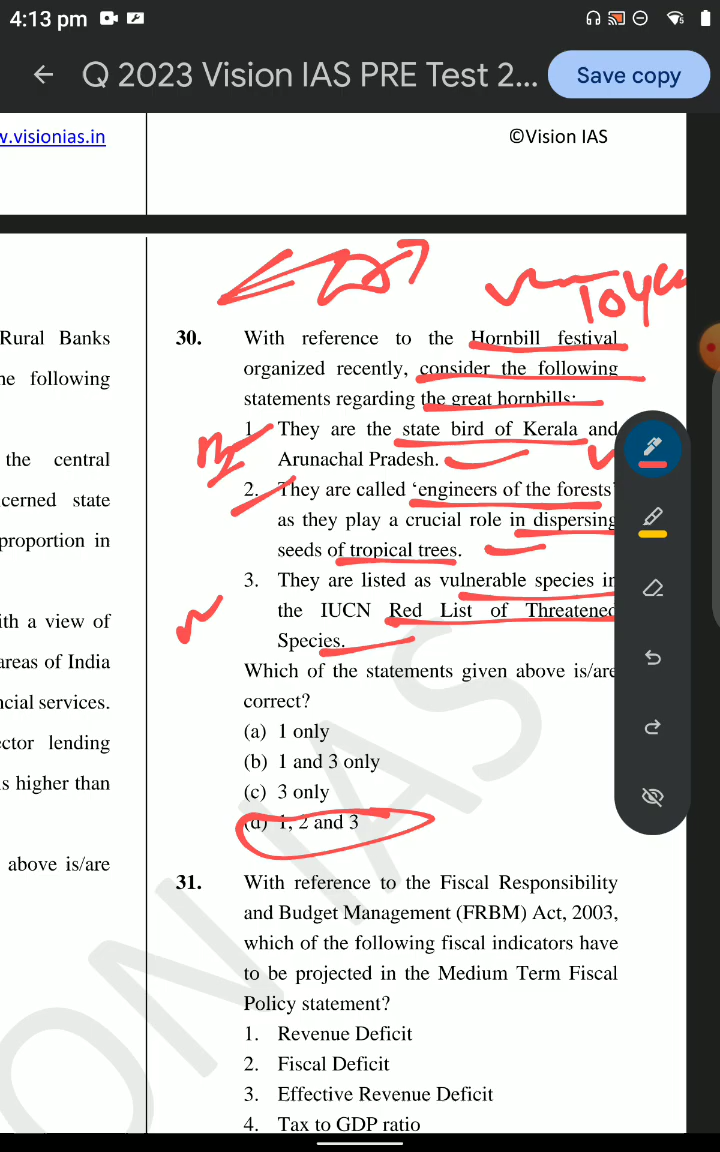 4:13 pm
Q 2023 Vision IAS PRE Test 2...
Save copy
w.visionias.in
©Vision IAS
Rural Banks
he following
the central
ncerned state
proportion in
ith a view of
areas of India
ncial services.
ector lending
is higher than
above is/are
30. With reference to the Hornbill festival
organized recently, consider the following
statements regarding the great hornbills:
1. They are the state bird of Kerala and
Arunachal Pradesh.
2. They are called ‘engineers of the forests’
as they play a crucial role in dispersing
seeds of tropical trees.
3. They are listed as vulnerable species in
the IUCN Red List of Threatened
Species.
Which of the statements given above is/are
correct?
(a) 1 only
(b) 1 and 3 only
(c) 3 only
(d) 1, 2 and 3
31. With reference to the Fiscal Responsibility
and Budget Management (FRBM) Act, 2003,
which of the following fiscal indicators have
to be projected in the Medium Term Fiscal
Policy statement?
1. Revenue Deficit
2. Fiscal Deficit
3. Effective Revenue Deficit
4. Tax to GDP ratio
ON IAS